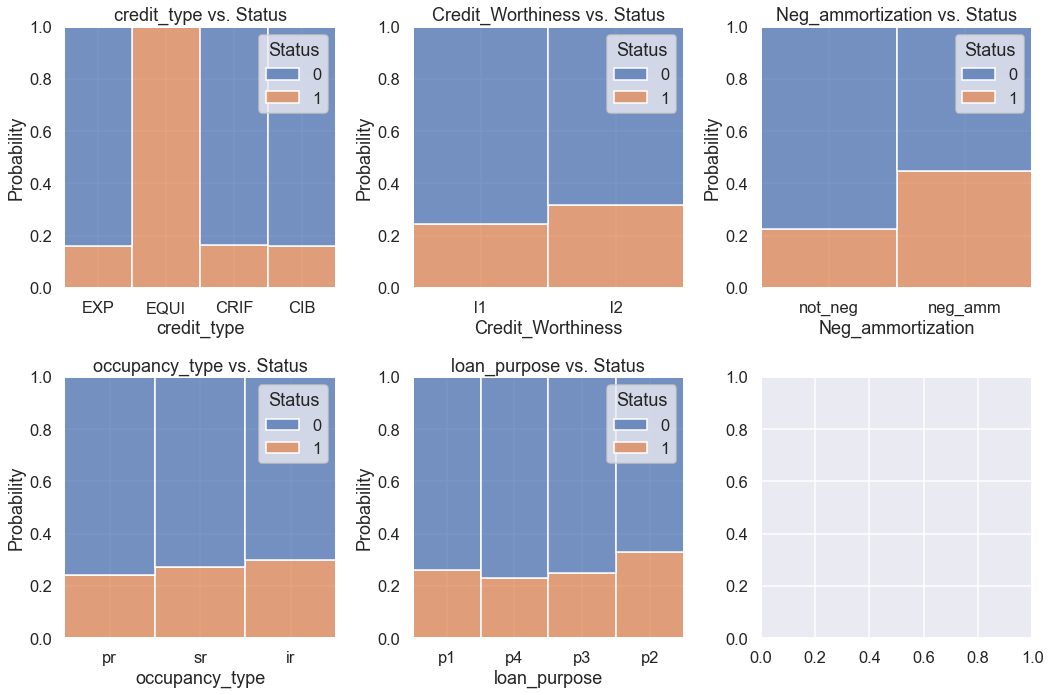 credit_type vs. Status
1.0
0.8
0.6
0.4
0.2
0.0
Probability
Status
0
1
EXP EQUI CRIF CIB
credit_type
Credit_Worthiness vs. Status
1.0
0.8
0.6
0.4
0.2
0.0
Probability
Status
0
1
l1 l2
Credit_Worthiness
Neg_ammortization vs. Status
1.0
0.8
0.6
0.4
0.2
0.0
Probability
Status
0
1
not_neg neg_amm
Neg_ammortization
occupancy_type vs. Status
1.0
0.8
0.6
0.4
0.2
0.0
Probability
Status
0
1
pr sr ir
occupancy_type
loan_purpose vs. Status
1.0
0.8
0.6
0.4
0.2
0.0
Probability
Status
0
1
p1 p4 p3 p2
loan_purpose
1.0
0.8
0.6
0.4
0.2
0.0
0.0 0.2 0.4 0.6 0.8 1.0